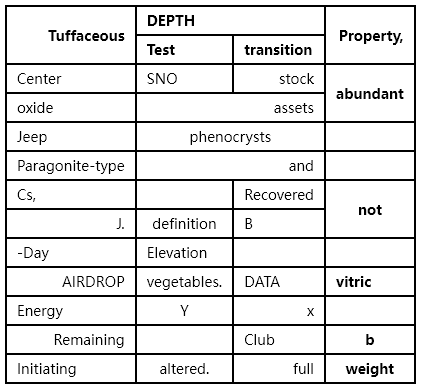 Tuffaceous DEPTH Property,
Test transition
Center SNO stock abundant
oxide assets
Jeep phenocrysts
Paragonite-type and
Cs, Recovered not
J. definition B
-Day Elevation
AIRDROP vegetables. DATA vitric
Energy Y x
Remaining Club b
Initiating altered. full weight